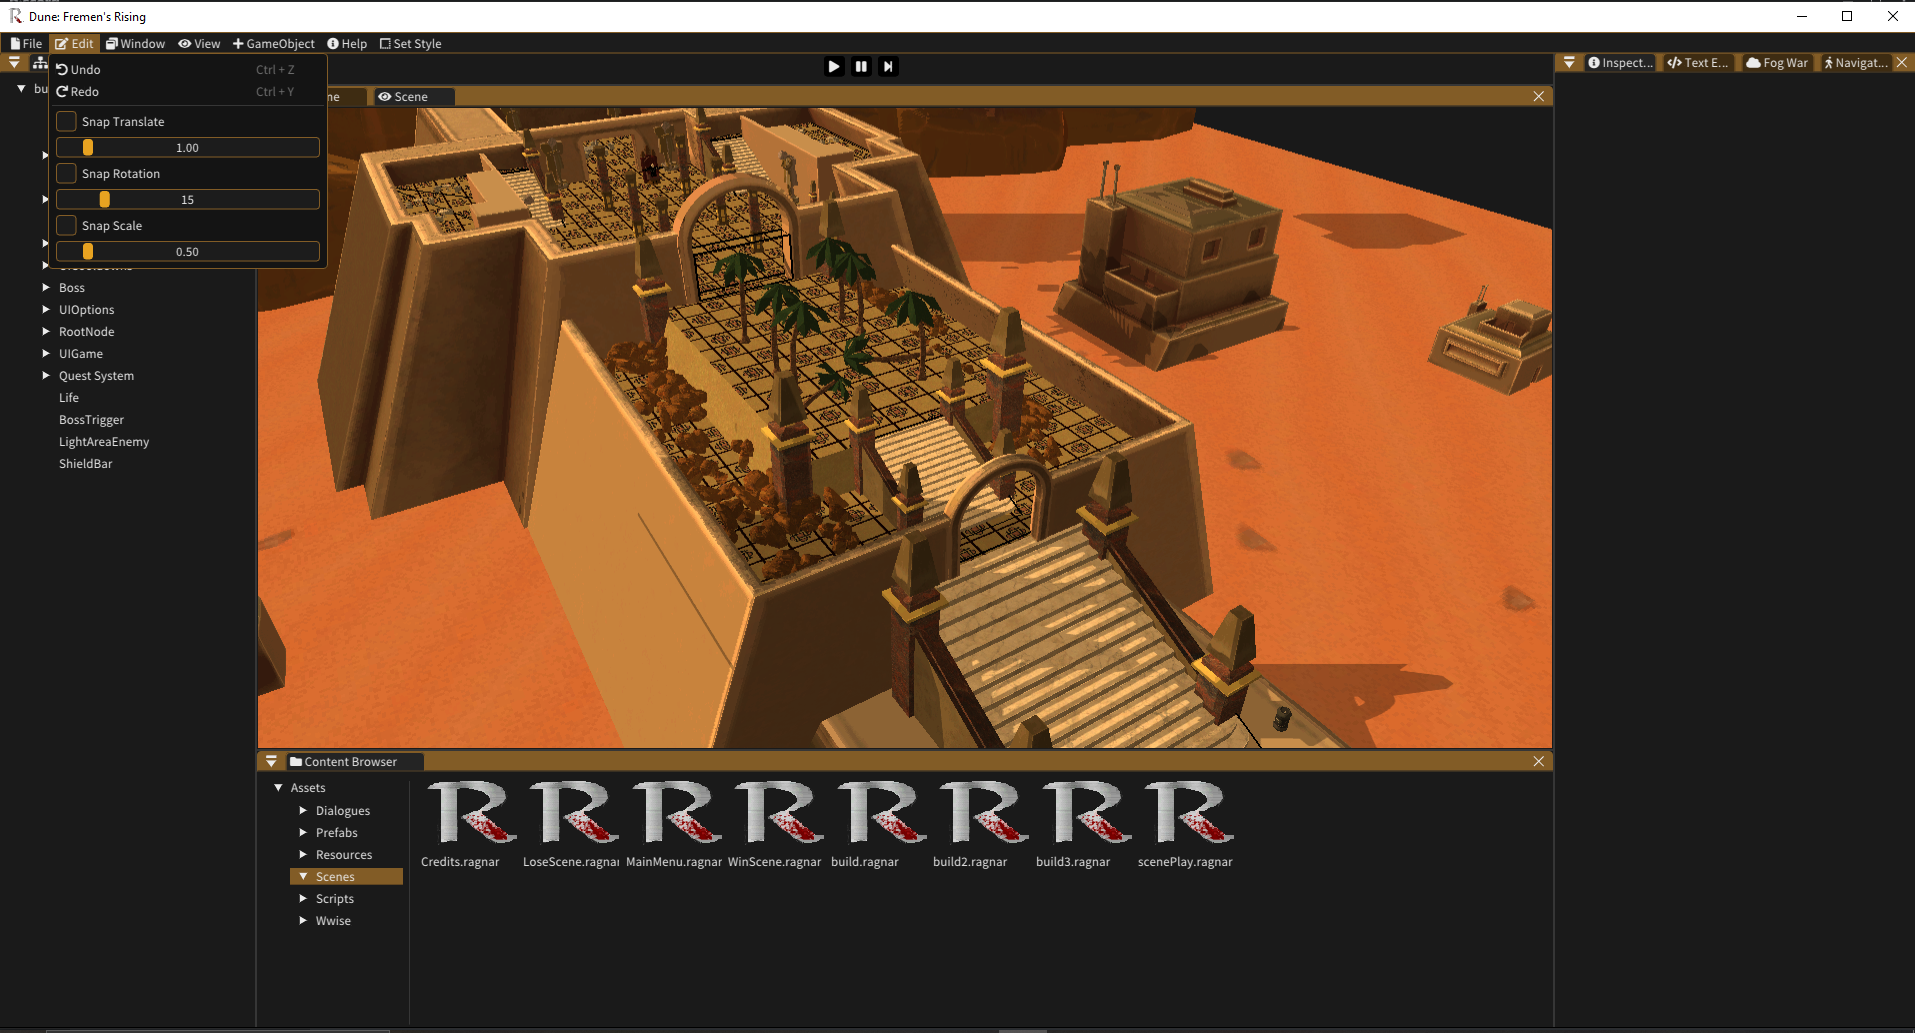 Dune: Fremen's Rising
File Edit Window View GameObject Help Set Style
Undo Ctrl + Z
Redo Ctrl + Y
Snap Translate
1.00
Snap Rotation
15
Snap Scale
0.50
bu
Boss
UIOptions
RootNode
UIGame
Quest System
Life
BossTrigger
LightAreaEnemy
ShieldBar
ne Scene
Inspect... Text E... Fog War Navigat...
Content Browser
Assets
Dialogues
Prefabs
Resources
Scenes
Scripts
Wwise
Credits.ragnar LoseScene.ragnar MainMenu.ragnar WinScene.ragnar build.ragnar build2.ragnar build3.ragnar scenePlay.ragnar